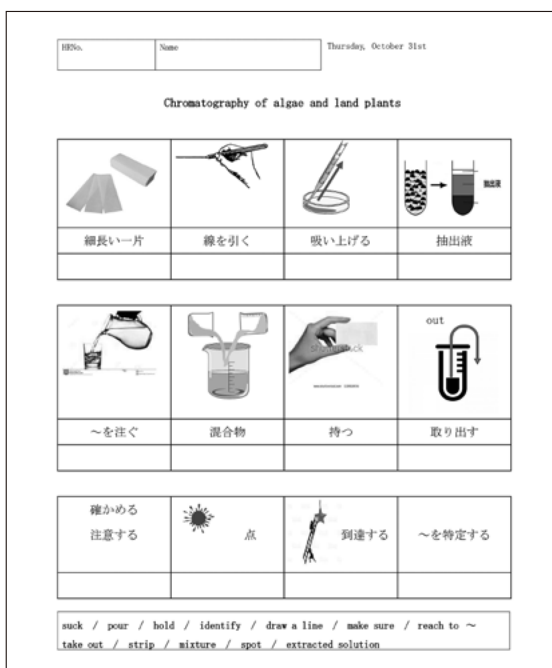 HRNo.
Name
Thursday, October 31st
Chromatography of algae and land plants
抽出液
細長い一片
線を引く
吸い上げる
抽出液
out
～を注ぐ
混合物
持つ
取り出す
確かめる
注意する
点
到達する
～を特定する
suck / pour / hold / identify / draw a line / make sure / reach to ～
take out / strip / mixture / spot / extracted solution